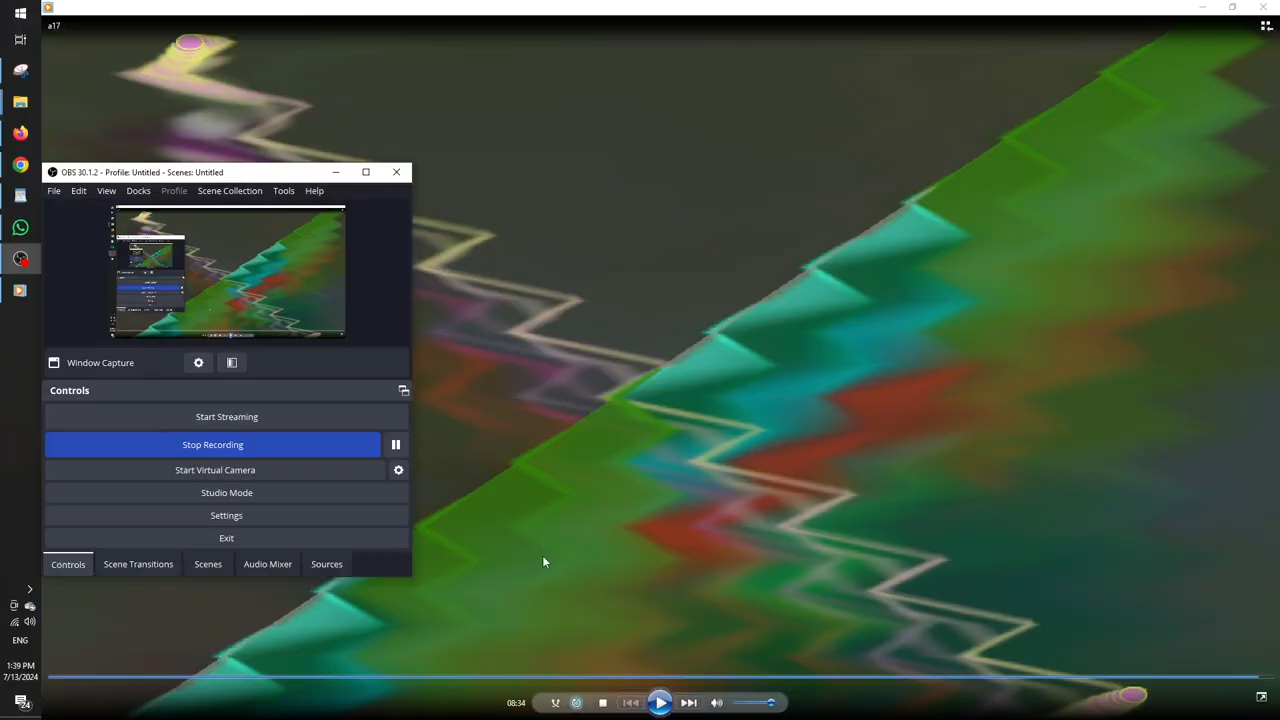 a17
OBS 30.1.2 - Profile: Untitled - Scenes: Untitled
File Edit View Docks Profile Scene Collection Tools Help
Window Capture
Controls
Start Streaming
Stop Recording
Start Virtual Camera
Studio Mode
Settings
Exit
Controls Scene Transitions Scenes Audio Mixer Sources
ENG
1:39 PM
7/13/2024
24
08:34